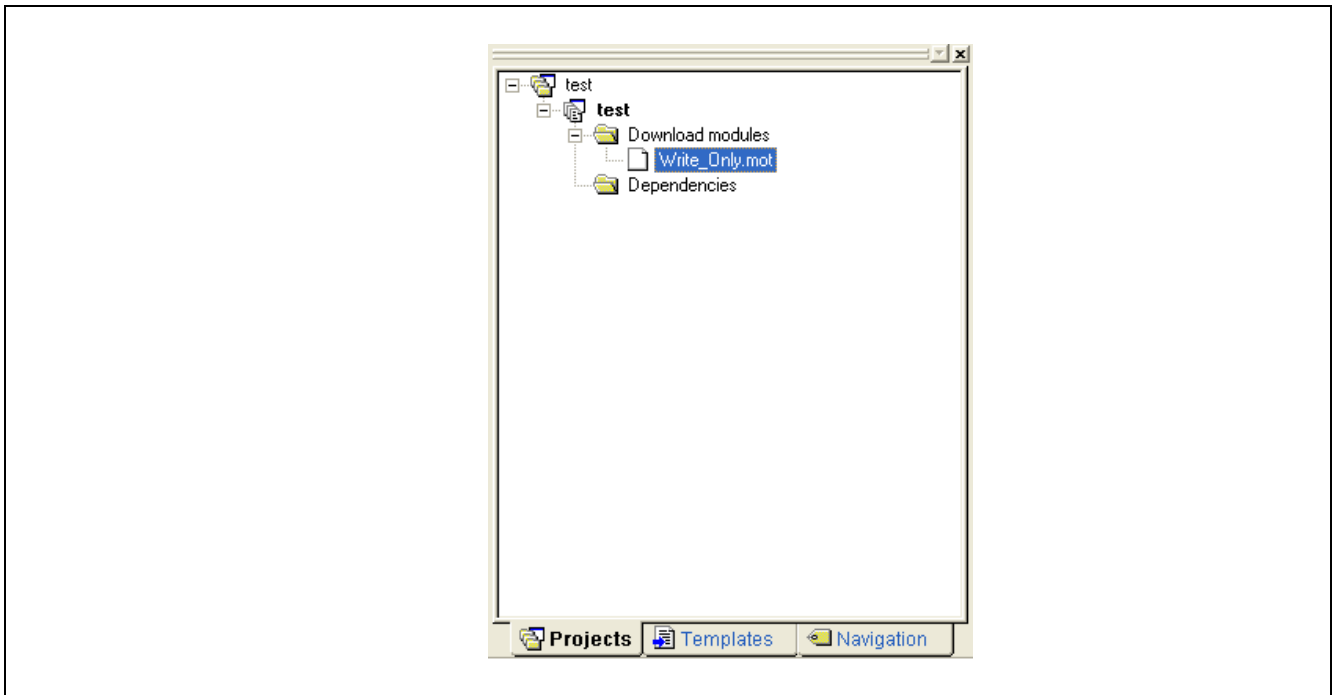 test
test
Download modules
Write_Only.mot
Dependencies
Projects Templates Navigation